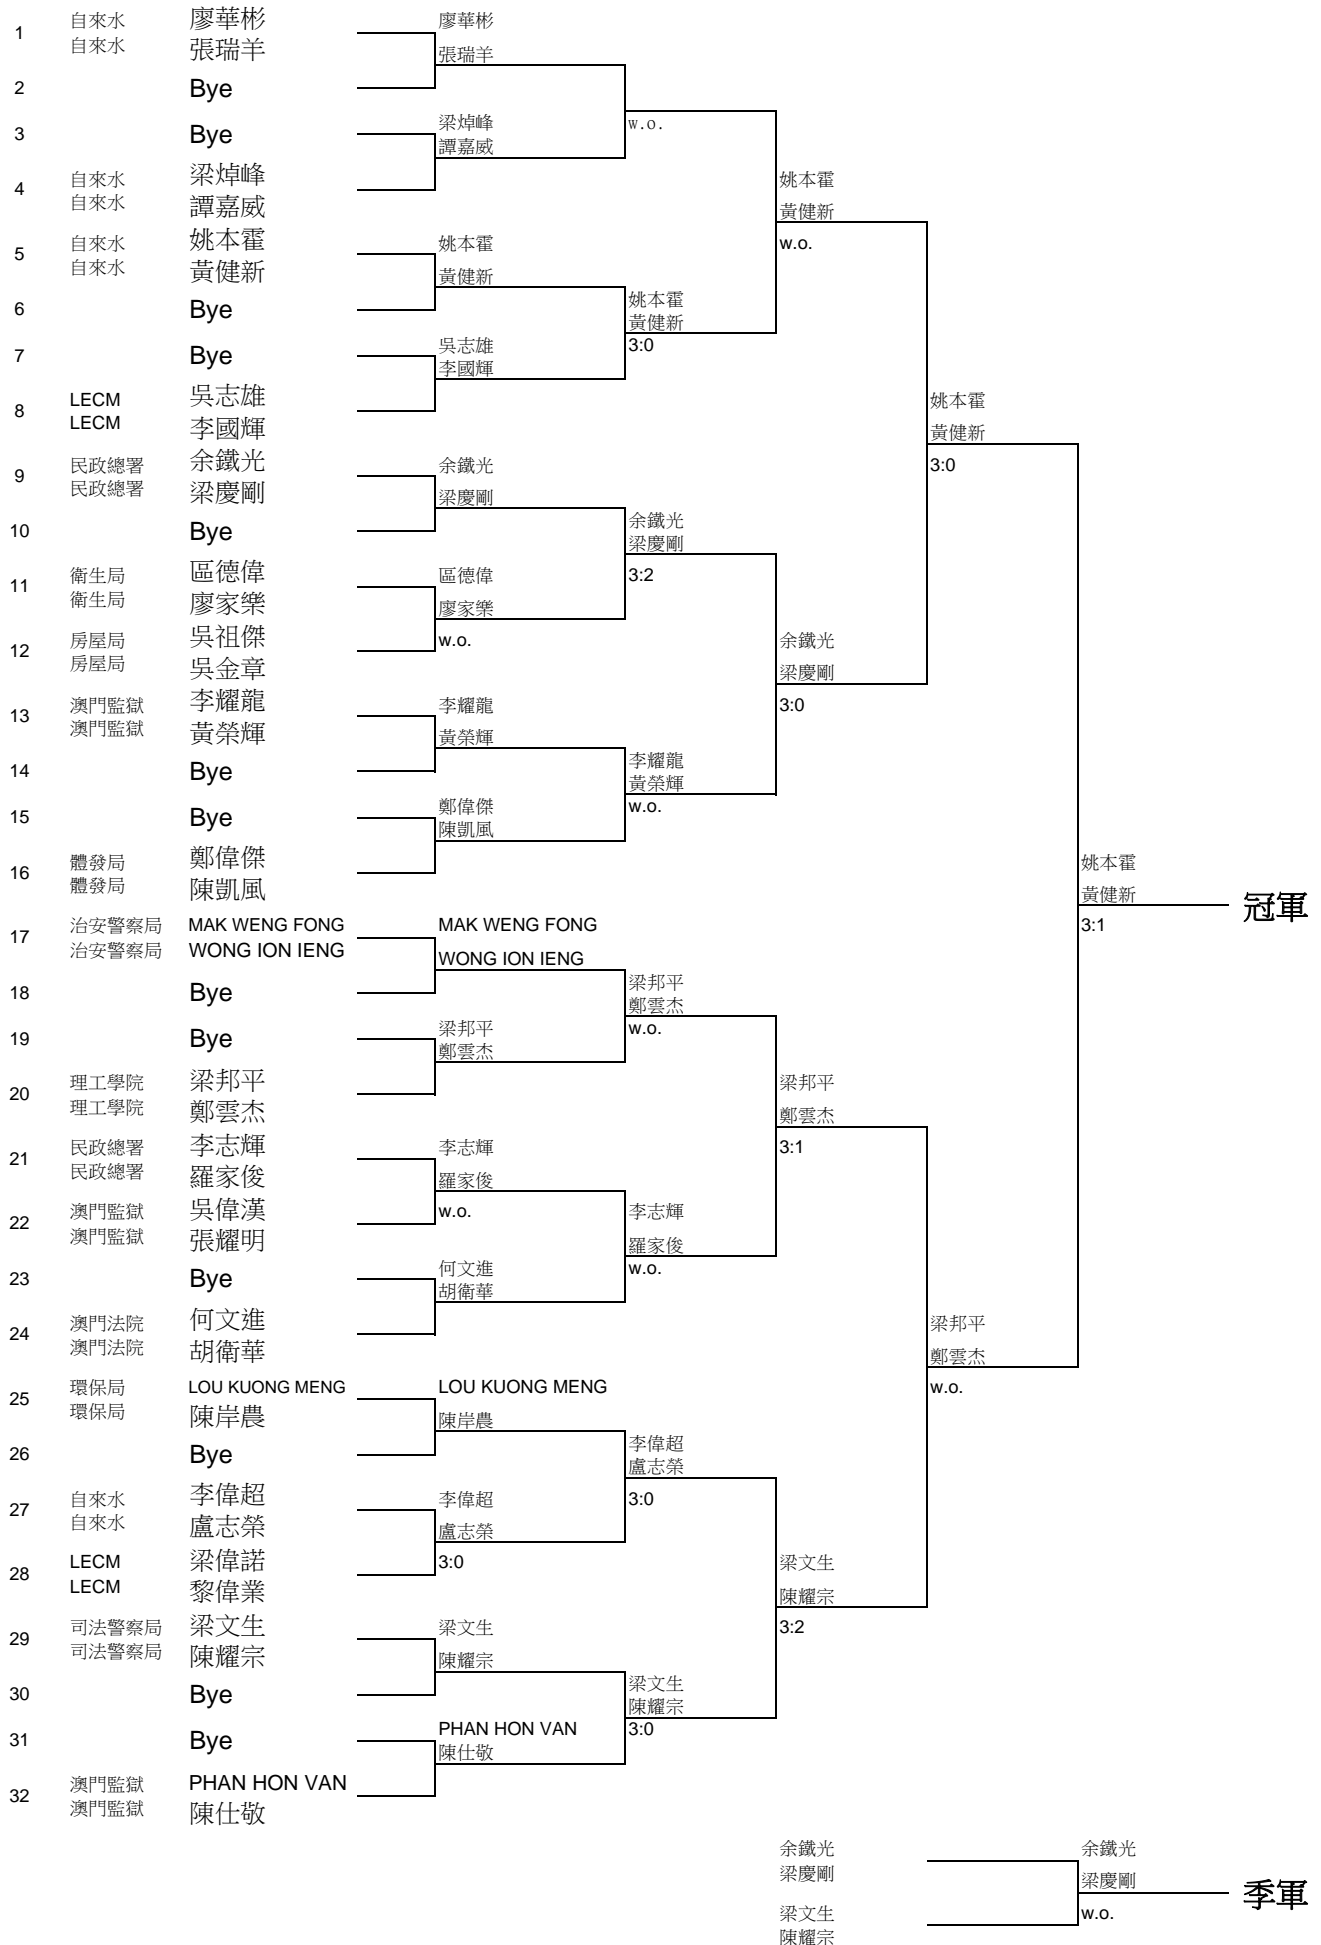 1 自來水 廖華彬 廖華彬
自來水 張瑞羊 張瑞羊
2 Bye
w.o.
3 Bye 梁焯峰
譚嘉威
4 自來水 梁焯峰 姚本霍
自來水 譚嘉威 黃健新
w.o.
5 自來水 姚本霍 姚本霍
自來水 黃健新 黃健新
6 Bye 姚本霍
黃健新
3:0
7 Bye 吳志雄
李國輝
8 LECM 吳志雄 姚本霍
LECM 李國輝 黃健新
3:0
9 民政總署 余鐵光 余鐵光
民政總署 梁慶剛 梁慶剛
10 Bye 余鐵光
梁慶剛
3:2
11 衛生局 區德偉 區德偉
衛生局 廖家樂 廖家樂
w.o.
12 房屋局 吳祖傑 余鐵光
房屋局 吳金章 梁慶剛
3:0
13 澳門監獄 李耀龍 李耀龍
澳門監獄 黃榮輝 黃榮輝
14 Bye 李耀龍
黃榮輝
w.o.
15 Bye 鄭偉傑
陳凱風
16 體發局 鄭偉傑 姚本霍
體發局 陳凱風 黃健新 冠軍
3:1
17 治安警察局 MAK WENG FONG MAK WENG FONG
治安警察局 WONG ION IENG WONG ION IENG
18 Bye 梁邦平
鄭雲杰
w.o.
19 Bye 梁邦平
鄭雲杰
20 理工學院 梁邦平 梁邦平
理工學院 鄭雲杰 鄭雲杰
3:1
21 民政總署 李志輝 李志輝
民政總署 羅家俊 羅家俊
w.o.
22 澳門監獄 吳偉漢 李志輝
澳門監獄 張耀明 羅家俊
w.o.
23 Bye 何文進
胡衛華
24 澳門法院 何文進 梁邦平
澳門法院 胡衛華 鄭雲杰
w.o.
25 環保局 LOU KUONG MENG LOU KUONG MENG
環保局 陳岸農 陳岸農
26 Bye 李偉超
盧志榮
3:0
27 自來水 李偉超 李偉超
自來水 盧志榮 盧志榮
3:0
28 LECM 梁偉諾 梁文生
LECM 黎偉業 陳耀宗
3:2
29 司法警察局 梁文生 梁文生
司法警察局 陳耀宗 陳耀宗
30 Bye 梁文生
陳耀宗
3:0
31 Bye PHAN HON VAN
陳仕敬
32 澳門監獄 PHAN HON VAN
澳門監獄 陳仕敬
余鐵光 余鐵光
梁慶剛 梁慶剛 季軍
梁文生 w.o.
陳耀宗